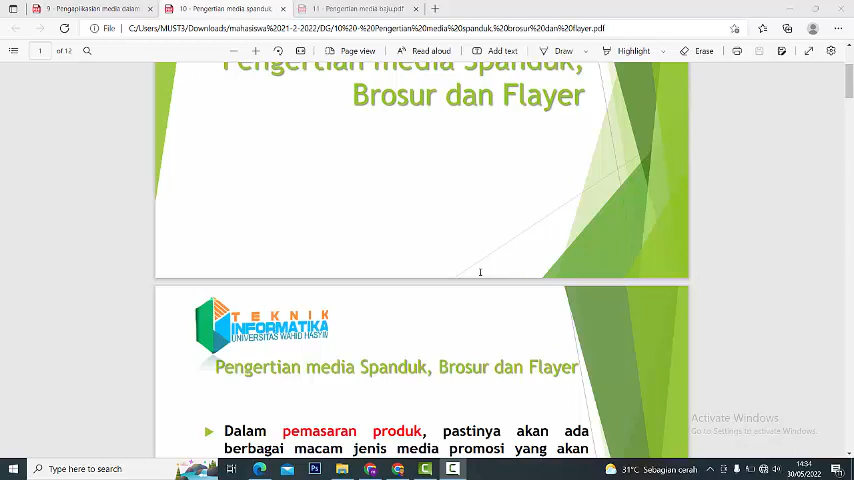 9 - Pengaplikasian media dalam
10 - Pengertian media spanduk,
11 - Pengertian media baju.pdf
File
C:/Users/MUST3/Downloads/mahasiswa%2021-2-2022/DG/10%20-%20Pengertian%20media%20spanduk,%20brosur%20dan%20flayer.pdf
1 of 12
Page view
Read aloud
Add text
Draw
Highlight
Erase
Pengertian media Spanduk,
Brosur dan Flayer
TEKNIK
INFORMATIKA
UNIVERSITAS WAHID HASYIM
Pengertian media Spanduk, Brosur dan Flayer
Dalam pemasaran produk, pastinya akan ada
berbagai macam jenis media promosi yang akan
Activate Windows
Go to Settings to activate Windows.
Type here to search
31°C Sebagian cerah
14:34
30/05/2022